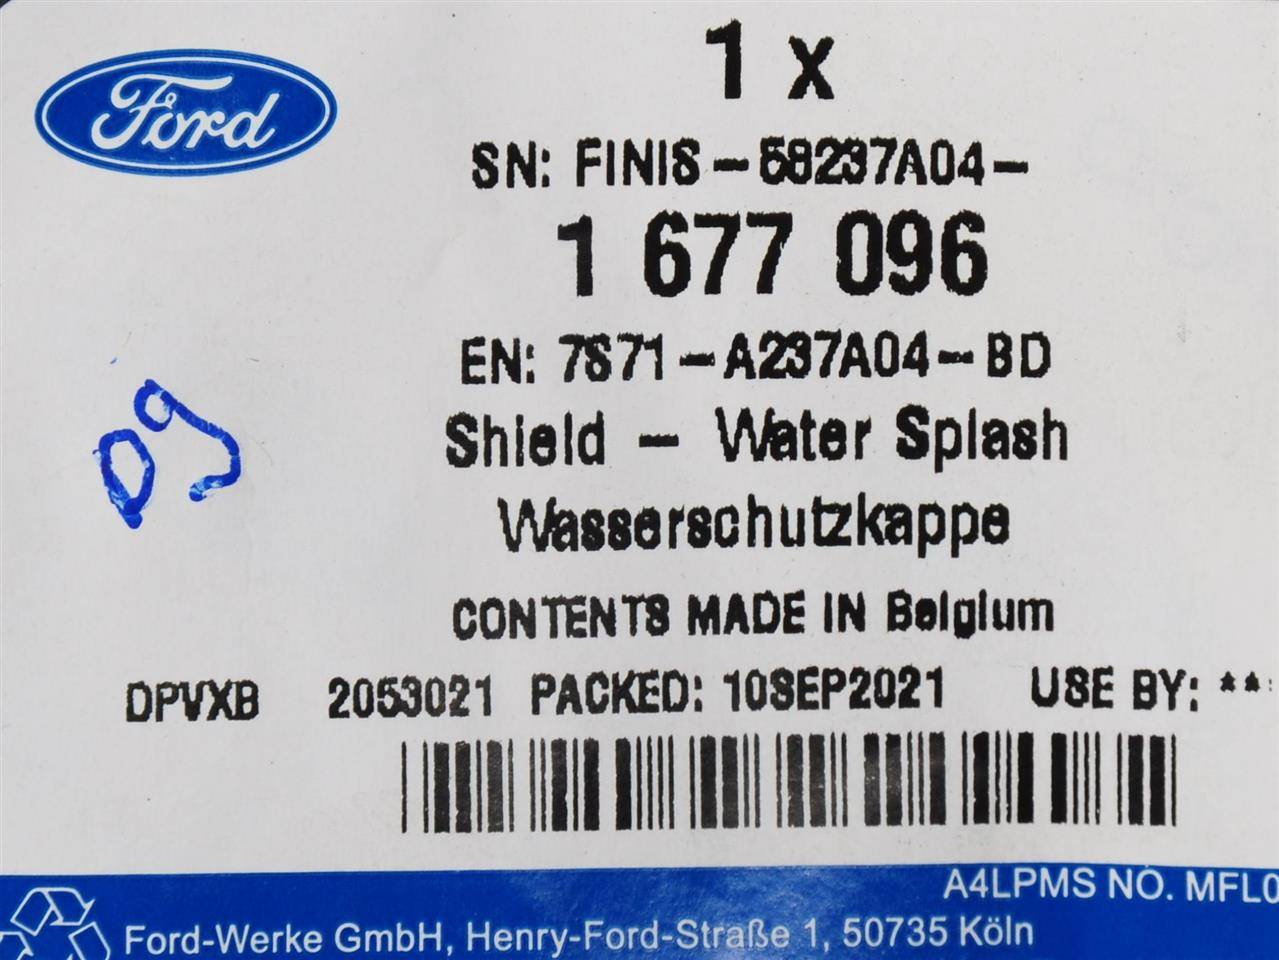 Ford
1 x
SN: FINIS-58237A04-
1 677 096
EN: 7S71-A237A04-BD
09
Shield - Water Splash
Wasserschutzkappe
CONTENTS MADE IN Belgium
DPVXB 2053021 PACKED: 10SEP2021 USE BY: **
A4LPMS NO. MFL0
Ford-Werke GmbH, Henry-Ford-Straße 1, 50735 Köln